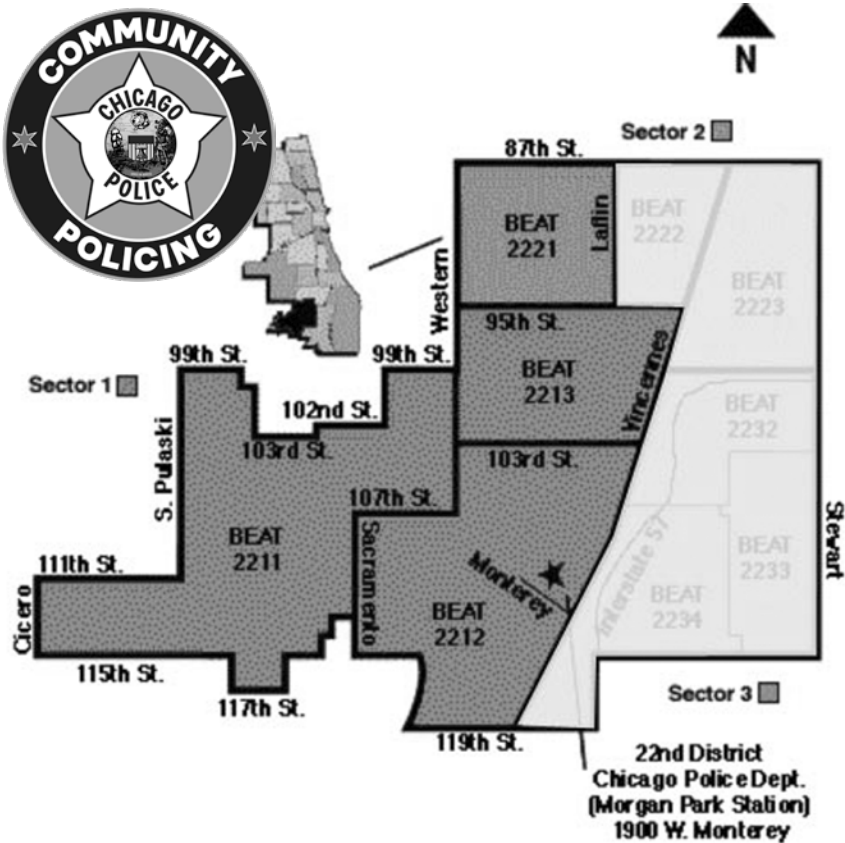 COMMUNITY
CHICAGO
POLICE
POLICING
N
Sector 2
87th St.
BEAT
2221
Laflin
BEAT
2222
BEAT
2223
Western
95th St.
99th St.
99th St.
BEAT
2213
Vincennes
Sector 1
102nd St.
103rd St.
103rd St.
BEAT
2232
S. Pulaski
107th St.
BEAT
2211
Sacramento
111th St.
Monterey
Interstate 57
BEAT
2233
Stewart
Cicero
BEAT
2212
BEAT
2234
115th St.
117th St.
119th St.
Sector 3
22nd District
Chicago Police Dept.
(Morgan Park Station)
1900 W. Monterey